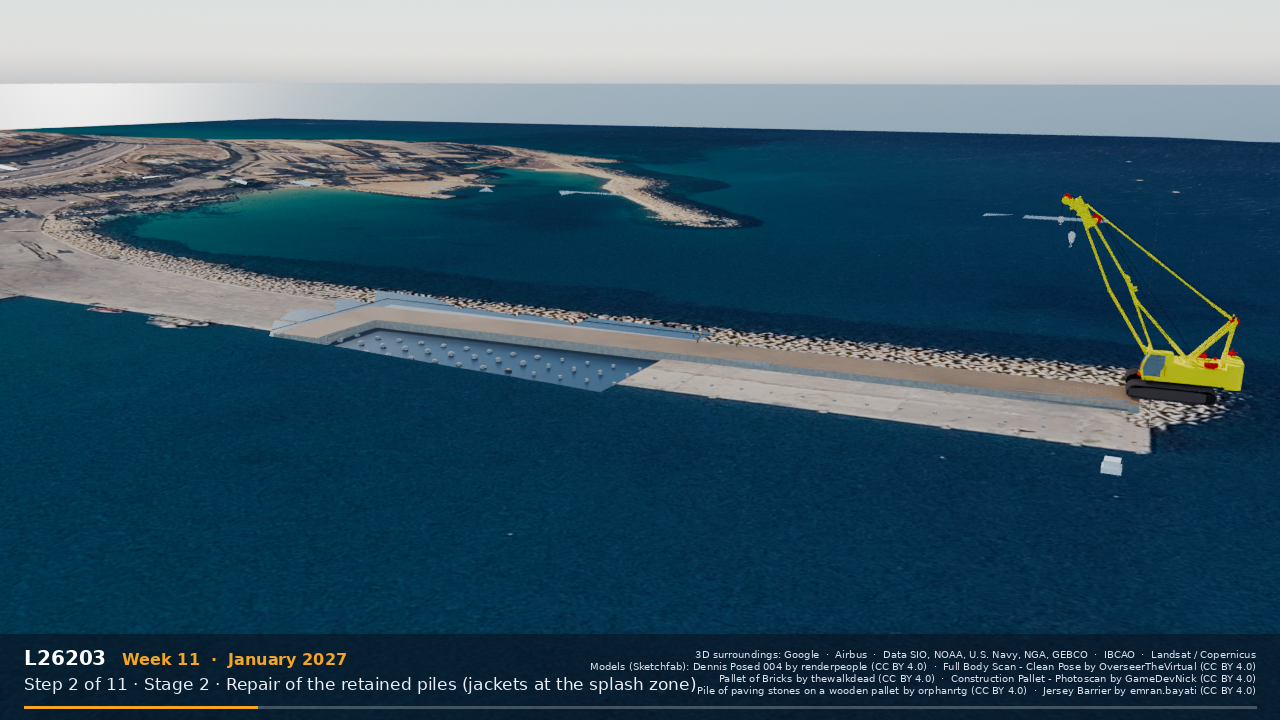 L26203 Week 11 · January 2027
Step 2 of 11 · Stage 2 · Repair of the retained piles (jackets at the splash zone)
3D surroundings: Google · Airbus · Data SIO, NOAA, U.S. Navy, NGA, GEBCO · IBCAO · Landsat / Copernicus
Models (Sketchfab): Dennis Posed 004 by renderpeople (CC BY 4.0) · Full Body Scan - Clean Pose by OverseerTheVirtual (CC BY 4.0)
Pallet of Bricks by thewalkdead (CC BY 4.0) · Construction Pallet - Photoscan by GameDevNick (CC BY 4.0)
Pile of paving stones on a wooden pallet by orphanrtg (CC BY 4.0) · Jersey Barrier by emran.bayati (CC BY 4.0)